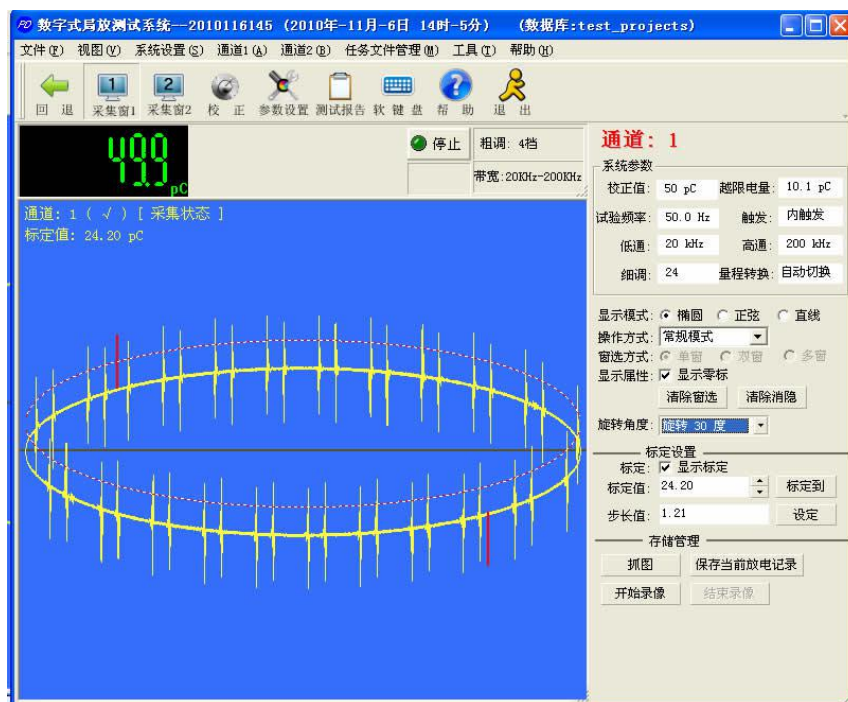 数字式局放测试系统--2010116145 (2010年-11月-6日 14时-5分) (数据库:test_projects)
文件(F) 视图(V) 系统设置(S) 通道1(A) 通道2(B) 任务文件管理(M) 工具(T) 帮助(H)
回 退 采集窗1 采集窗2 校 正 参数设置 测试报告 软 键 盘 帮 助 退 出
49.9 pC
停止
粗调: 4档
带宽:20KHz-200KHz
通道: 1 ( √ ) [ 采集状态 ]
标定值: 24.20 pC
通道: 1
系统参数
校正值: 50 pC 越限电量: 10.1 pC
试验频率: 50.0 Hz 触发: 内触发
低通: 20 kHz 高通: 200 kHz
细调: 24 量程转换: 自动切换
显示模式: 椭圆 正弦 直线
操作方式: 常规模式
窗选方式: 单窗 双窗 多窗
显示属性: 显示零标
清除窗选 清除消隐
旋转角度: 旋转 30 度
标定设置
标定: 显示标定
标定值: 24.20 标定到
步长值: 1.21 设定
存储管理
抓图 保存当前放电记录
开始录像 结束录像